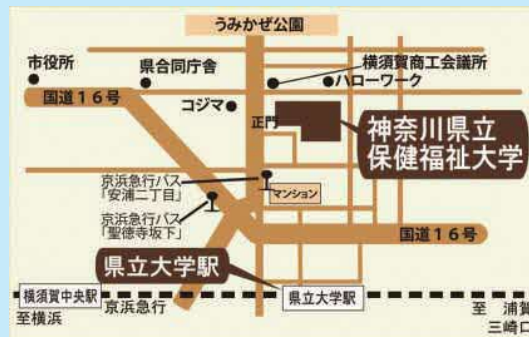 うみかぜ公園
市役所
県合同庁舎
横須賀商工会議所
ハローワーク
国道16号
コジマ
正門
神奈川県立
保健福祉大学
京浜急行バス
「安浦二丁目」
マンション
京浜急行バス
「聖徳寺坂下」
国道16号
県立大学駅
横須賀中央駅
京浜急行
県立大学駅
至横浜
至 浦賀
三崎口